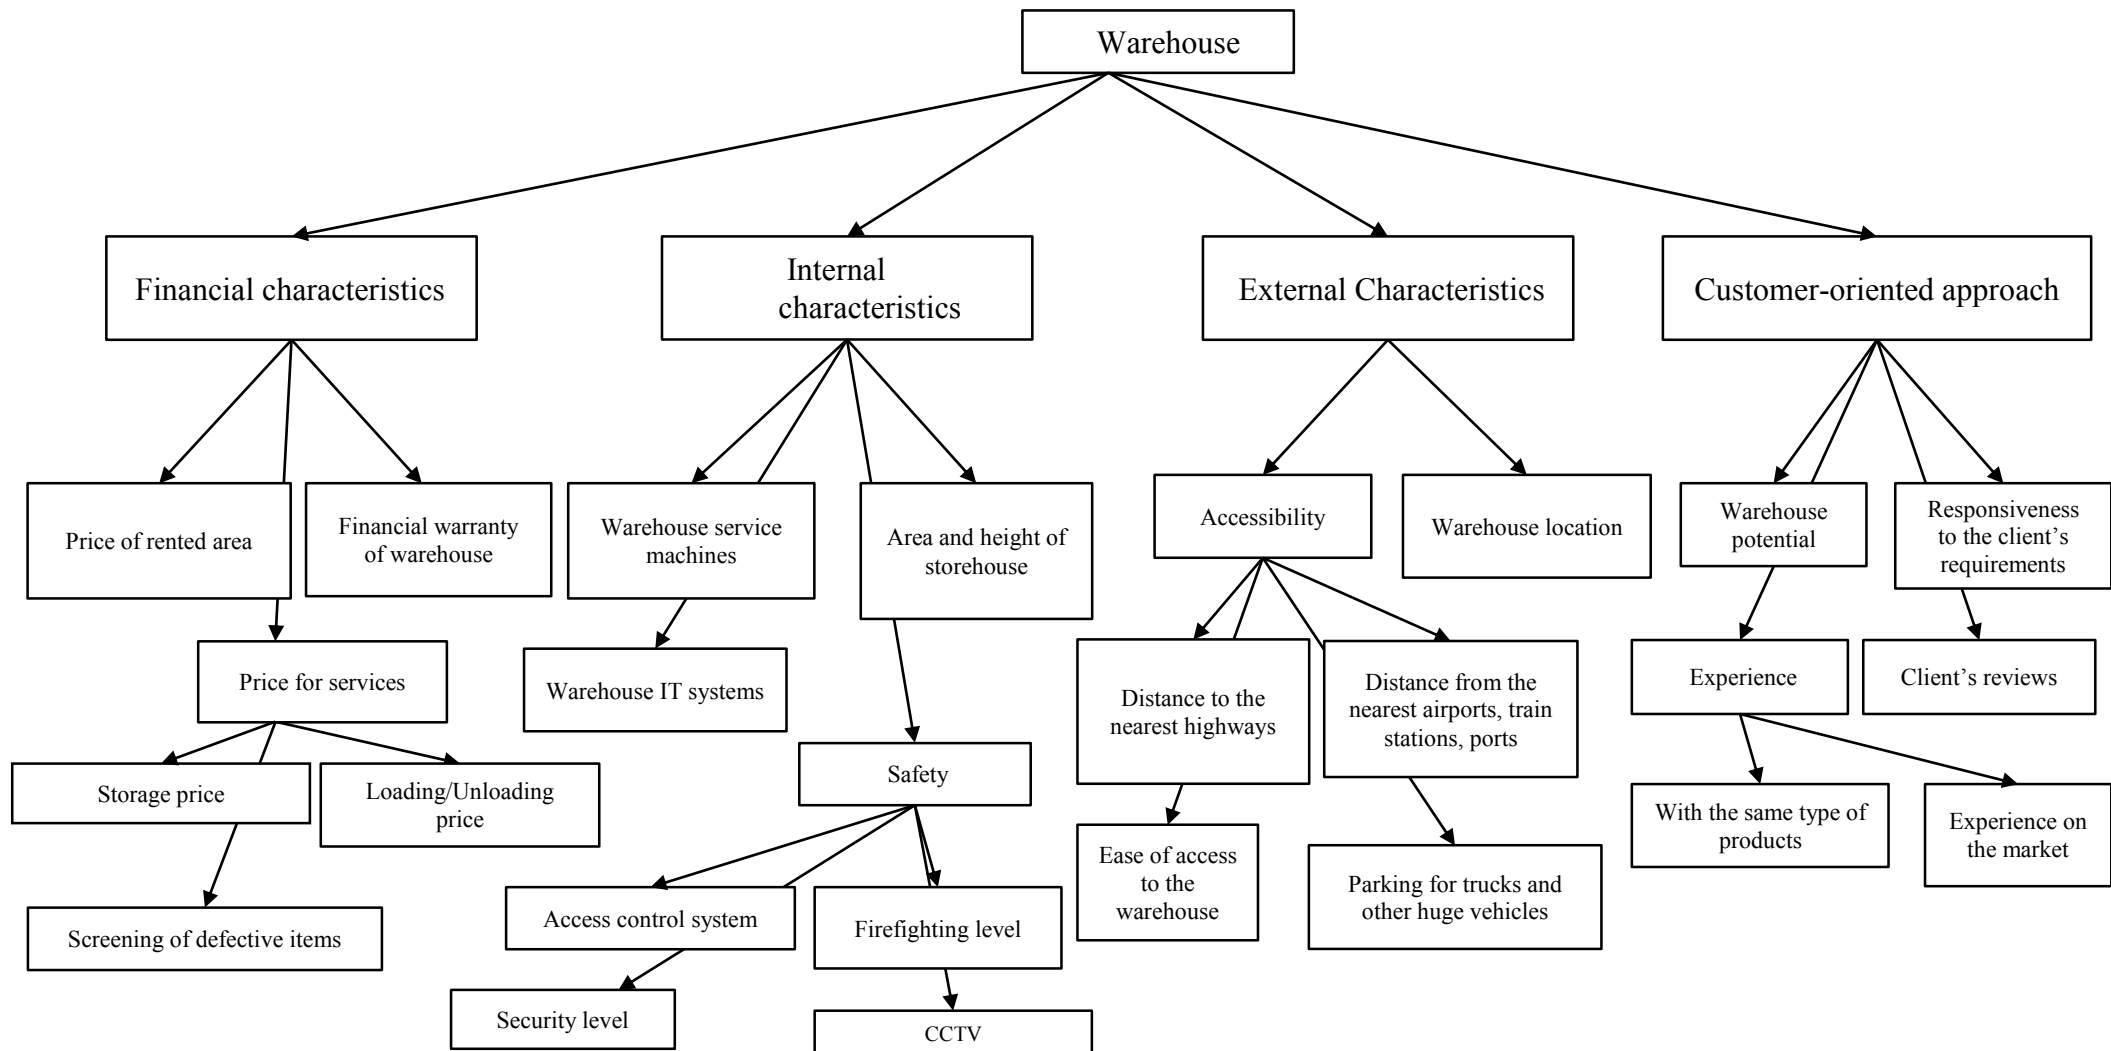 Warehouse
Financial characteristics
Internal
characteristics
External Characteristics
Customer-oriented approach
Price of rented area
Financial warranty
of warehouse
Warehouse service
machines
Area and height of
storehouse
Accessibility
Warehouse location
Warehouse
potential
Responsiveness
to the client’s
requirements
Price for services
Warehouse IT systems
Distance to the
nearest highways
Distance from the
nearest airports, train
stations, ports
Experience
Client’s reviews
Storage price
Loading/Unloading
price
Safety
With the same type of
products
Experience on
the market
Ease of access
to the
warehouse
Parking for trucks and
other huge vehicles
Screening of defective items
Access control system
Firefighting level
Security level
CCTV